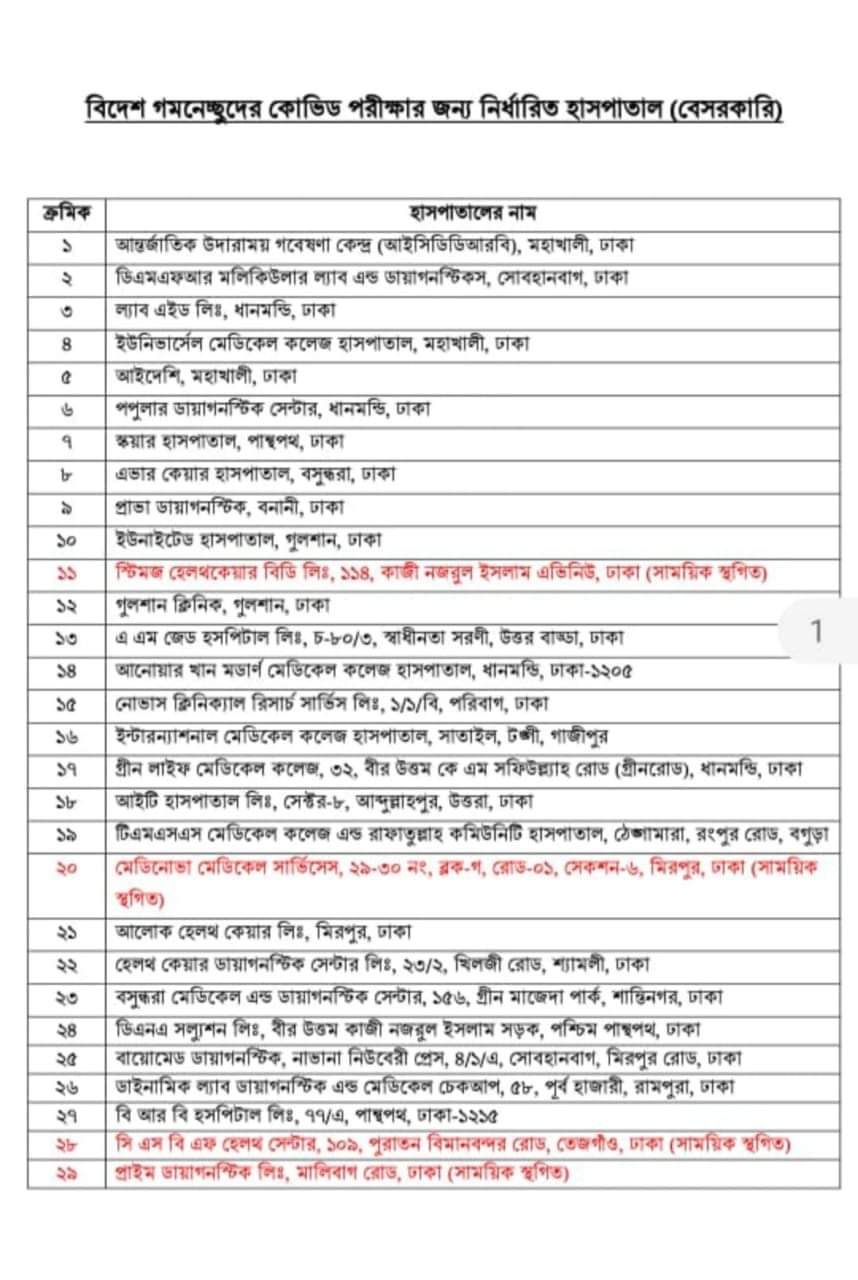 বিদেশ গমনেচ্ছুদের কোভিড পরীক্ষার জন্য নির্ধারিত হাসপাতাল (বেসরকারি)
ক্রমিক হাসপাতালের নাম
১ আন্তর্জাতিক উদারাময় গবেষণা কেন্দ্র (আইসিডিডিআরবি), মহাখালী, ঢাকা
২ ডিএমএফআর মলিকিউলার ল্যাব এন্ড ডায়াগনস্টিকস, সোবহানবাগ, ঢাকা
৩ ল্যাব এইড লিঃ, ধানমন্ডি, ঢাকা
৪ ইউনিভার্সেল মেডিকেল কলেজ হাসপাতাল, মহাখালী, ঢাকা
৫ আইদেশি, মহাখালী, ঢাকা
৬ পপুলার ডায়াগনস্টিক সেন্টার, ধানমন্ডি, ঢাকা
৭ স্কয়ার হাসপাতাল, পান্থপথ, ঢাকা
৮ এভার কেয়ার হাসপাতাল, বসুন্ধরা, ঢাকা
৯ প্রাভা ডায়াগনস্টিক, বনানী, ঢাকা
১০ ইউনাইটেড হাসপাতাল, গুলশান, ঢাকা
১১ স্টিমজ হেলথকেয়ার বিডি লিঃ, ১১৪, কাজী নজরুল ইসলাম এভিনিউ, ঢাকা (সাময়িক স্থগিত)
১২ গুলশান ক্লিনিক, গুলশান, ঢাকা
১৩ এ এম জেড হসপিটাল লিঃ, চ-৮০/৩, স্বাধীনতা সরণী, উত্তর বাড্ডা, ঢাকা
1
১৪ আনোয়ার খান মডার্ণ মেডিকেল কলেজ হাসপাতাল, ধানমন্ডি, ঢাকা-১২০৫
১৫ নোভাস ক্লিনিক্যাল রিসার্চ সার্ভিস লিঃ, ১/১/বি, পরিবাগ, ঢাকা
১৬ ইন্টারন্যাশনাল মেডিকেল কলেজ হাসপাতাল, সাতাইল, টঙ্গী, গাজীপুর
১৭ গ্রীন লাইফ মেডিকেল কলেজ, ৩২, বীর উত্তম কে এম সফিউল্ল্যাহ রোড (গ্রীনরোড), ধানমন্ডি, ঢাকা
১৮ আইটি হাসপাতাল লিঃ, সেক্টর-৮, আব্দুল্লাহপুর, উত্তরা, ঢাকা
১৯ টিএমএসএস মেডিকেল কলেজ এন্ড রাফাতুল্লাহ কমিউনিটি হাসপাতাল, ঠেঙ্গামারা, রংপুর রোড, বগুড়া
২০ মেডিনোভা মেডিকেল সার্ভিসেস, ২৯-৩০ নং, ব্লক-গ, রোড-০১, সেকশন-৬, মিরপুর, ঢাকা (সাময়িক
স্থগিত)
২১ আলোক হেলথ কেয়ার লিঃ, মিরপুর, ঢাকা
২২ হেলথ কেয়ার ডায়াগনস্টিক সেন্টার লিঃ, ২৩/২, খিলজী রোড, শ্যামলী, ঢাকা
২৩ বসুন্ধরা মেডিকেল এন্ড ডায়াগনস্টিক সেন্টার, ১৫৬, গ্রীন মাজেদা পার্ক, শান্তিনগর, ঢাকা
২৪ ডিএনএ সল্যুশন লিঃ, বীর উত্তম কাজী নজরুল ইসলাম সড়ক, পশ্চিম পান্থপথ, ঢাকা
২৫ বায়োমেড ডায়াগনস্টিক, নাভানা নিউবেরী প্রেস, ৪/১/এ, সোবহানবাগ, মিরপুর রোড, ঢাকা
২৬ ডাইনামিক ল্যাব ডায়াগনস্টিক এন্ড মেডিকেল চেকআপ, ৫৮, পূর্ব হাজারী, রামপুরা, ঢাকা
২৭ বি আর বি হসপিটাল লিঃ, ৭৭/এ, পান্থপথ, ঢাকা-১২১৫
২৮ সি এস বি এফ হেলথ সেন্টার, ১০৯, পুরাতন বিমানবন্দর রোড, তেজগাঁও, ঢাকা (সাময়িক স্থগিত)
২৯ প্রাইম ডায়াগনস্টিক লিঃ, মালিবাগ রোড, ঢাকা (সাময়িক স্থগিত)